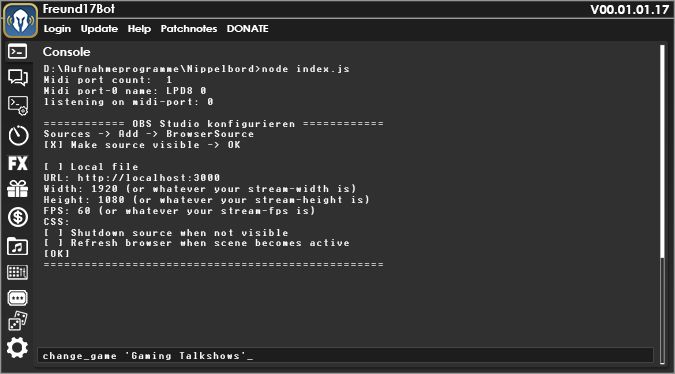 Freund17Bot
V00.01.01.17
Login Update Help Patchnotes DONATE
Console
D:\Aufnahmeprogramme\Nippelbord>node index.js
Midi port count: 1
Midi port-0 name: LPD8 0
listening on midi-port: 0
============ OBS Studio konfigurieren ============
Sources -> Add -> BrowserSource
[X] Make source visible -> OK
[ ] Local file
URL: http://localhost:3000
Width: 1920 (or whatever your stream-width is)
Height: 1080 (or whatever your stream-height is)
FPS: 60 (or whatever your stream-fps is)
CSS:
[ ] Shutdown source when not visible
[ ] Refresh browser when scene becomes active
[OK]
==================================================
FX
change_game 'Gaming Talkshows'_